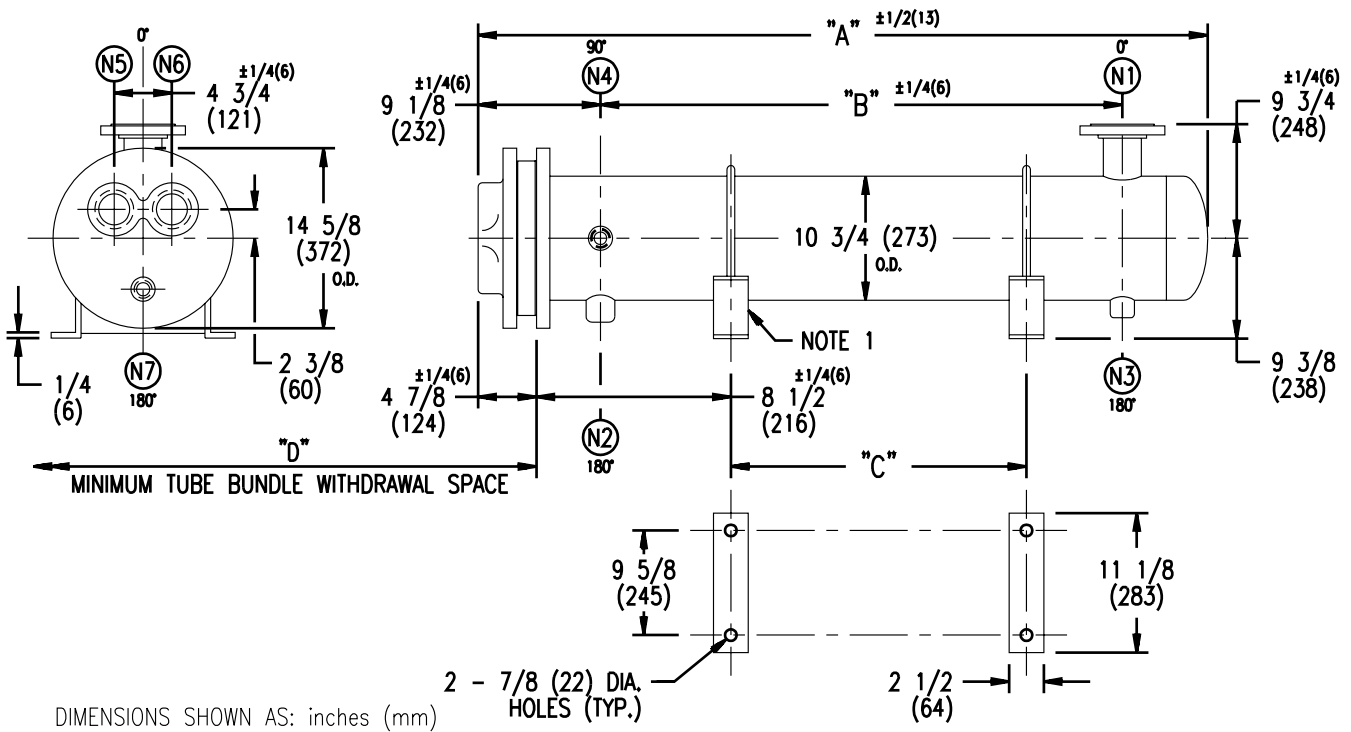 "A" ±1/2(13)
0°
N5
N6
±1/4(6)
4 3/4
(121)
±1/4(6)
9 1/8
(232)
90°
N4
"B" ±1/4(6)
0°
N1
±1/4(6)
9 3/4
(248)
14 5/8
(372)
O.D.
10 3/4 (273)
O.D.
NOTE 1
1/4
(6)
N7
180°
2 3/8
(60)
±1/4(6)
4 7/8
(124)
N2
180°
±1/4(6)
8 1/2
(216)
N3
180°
9 3/8
(238)
"D"
MINIMUM TUBE BUNDLE WITHDRAWAL SPACE
"C"
9 5/8
(245)
11 1/8
(283)
2 - 7/8 (22) DIA.
HOLES (TYP.)
2 1/2
(64)
DIMENSIONS SHOWN AS: inches (mm)